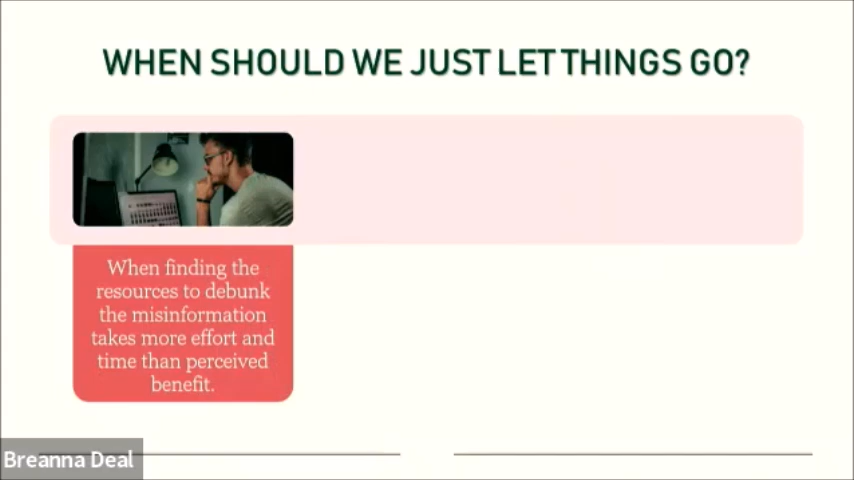 WHEN SHOULD WE JUST LET THINGS GO?
When finding the
resources to debunk
the misinformation
takes more effort and
time than perceived
benefit.
Breanna Deal